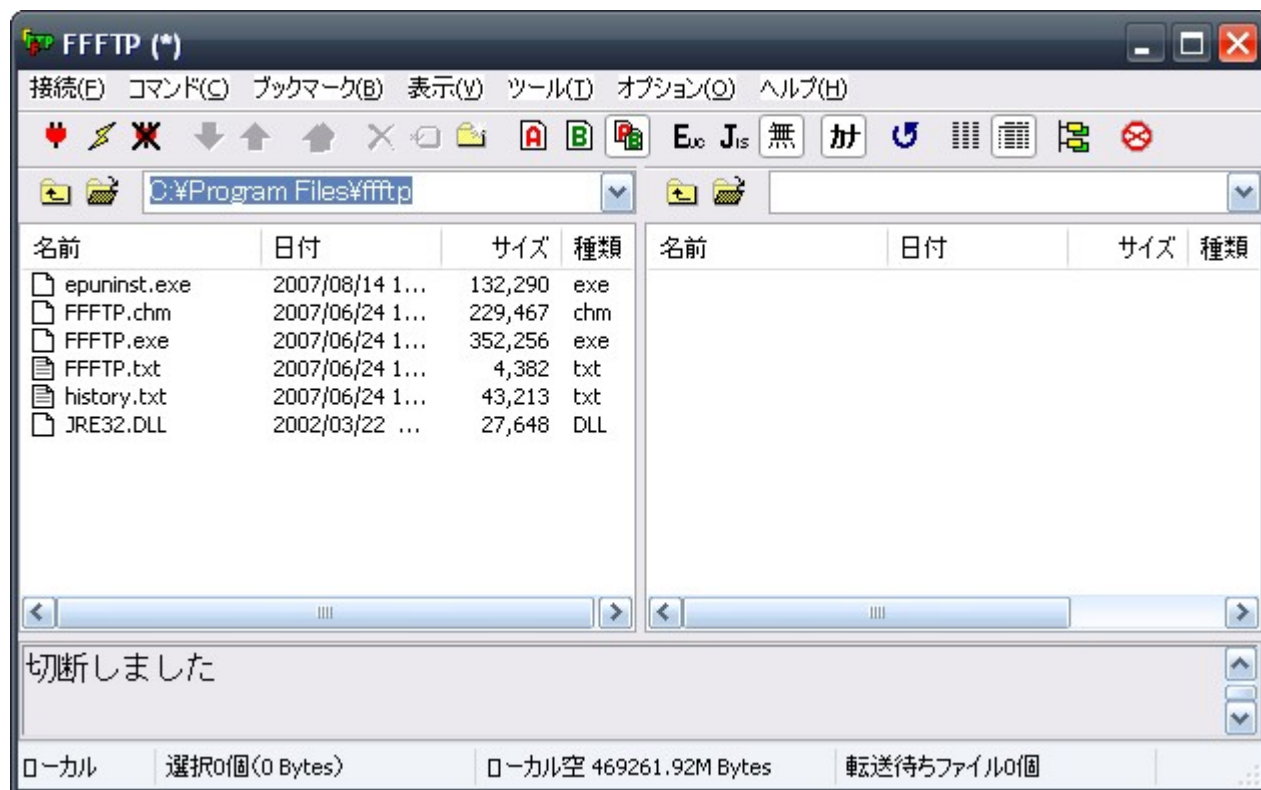 FFFTP (*)
接続(F) コマンド(C) ブックマーク(B) 表示(V) ツール(T) オプション(O) ヘルプ(H)
A B A B Euc JIS 無 カナ
C:¥Program Files¥ffftp
名前 日付 サイズ 種類 名前 日付 サイズ 種類
epuninst.exe 2007/08/14 1... 132,290 exe
FFFTP.chm 2007/06/24 1... 229,467 chm
FFFTP.exe 2007/06/24 1... 352,256 exe
FFFTP.txt 2007/06/24 1... 4,382 txt
history.txt 2007/06/24 1... 43,213 txt
JRE32.DLL 2002/03/22 ... 27,648 DLL
切断しました
ローカル 選択0個(0 Bytes) ローカル空 469261.92M Bytes 転送待ちファイル0個